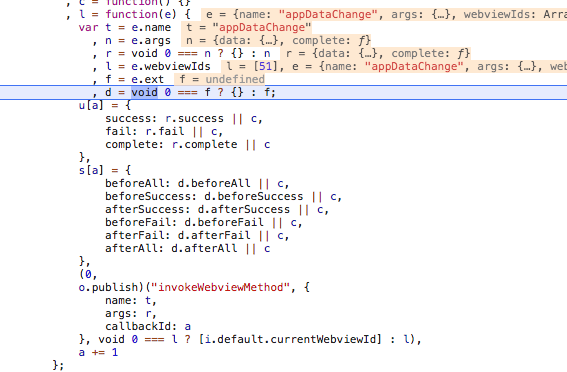 , c = function() {}
, l = function(e) {  e = {name: "appDataChange", args: {…}, webviewIds: Arra
var t = e.name  t = "appDataChange"
, n = e.args  n = {data: {…}, complete: ƒ}
, r = void 0 === n ? {} : n  r = {data: {…}, complete: ƒ}
, l = e.webviewIds  l = [51], e = {name: "appDataChange", args: {…}, web
, f = e.ext  f = undefined
, d = void 0 === f ? {} : f;
u[a] = {
success: r.success || c,
fail: r.fail || c,
complete: r.complete || c
},
s[a] = {
beforeAll: d.beforeAll || c,
beforeSuccess: d.beforeSuccess || c,
afterSuccess: d.afterSuccess || c,
beforeFail: d.beforeFail || c,
afterFail: d.afterFail || c,
afterAll: d.afterAll || c
},
(0,
o.publish)("invokeWebviewMethod", {
name: t,
args: r,
callbackId: a
}, void 0 === l ? [i.default.currentWebviewId] : l),
a += 1
};